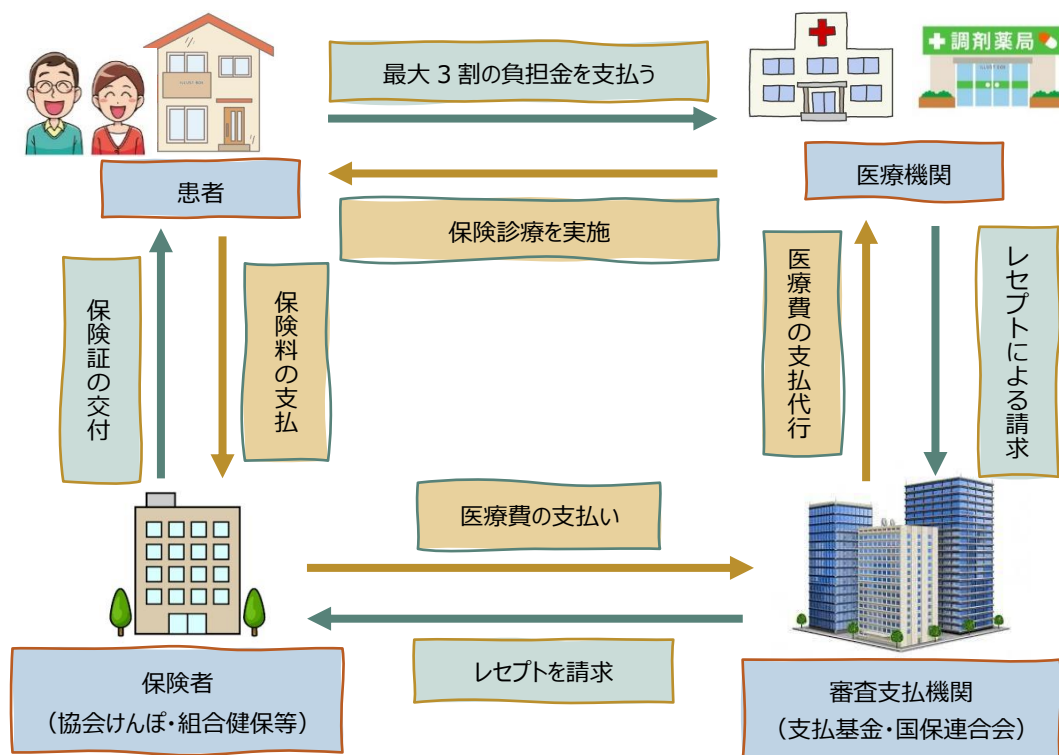 最大3割の負担金を支払う
調剤薬局
患者
医療機関
保険診療を実施
保険証の交付
保険料の支払
医療費の支払代行
レセプトによる請求
医療費の支払い
レセプトを請求
保険者
（協会けんぽ・組合健保等）
審査支払機関
（支払基金・国保連合会）